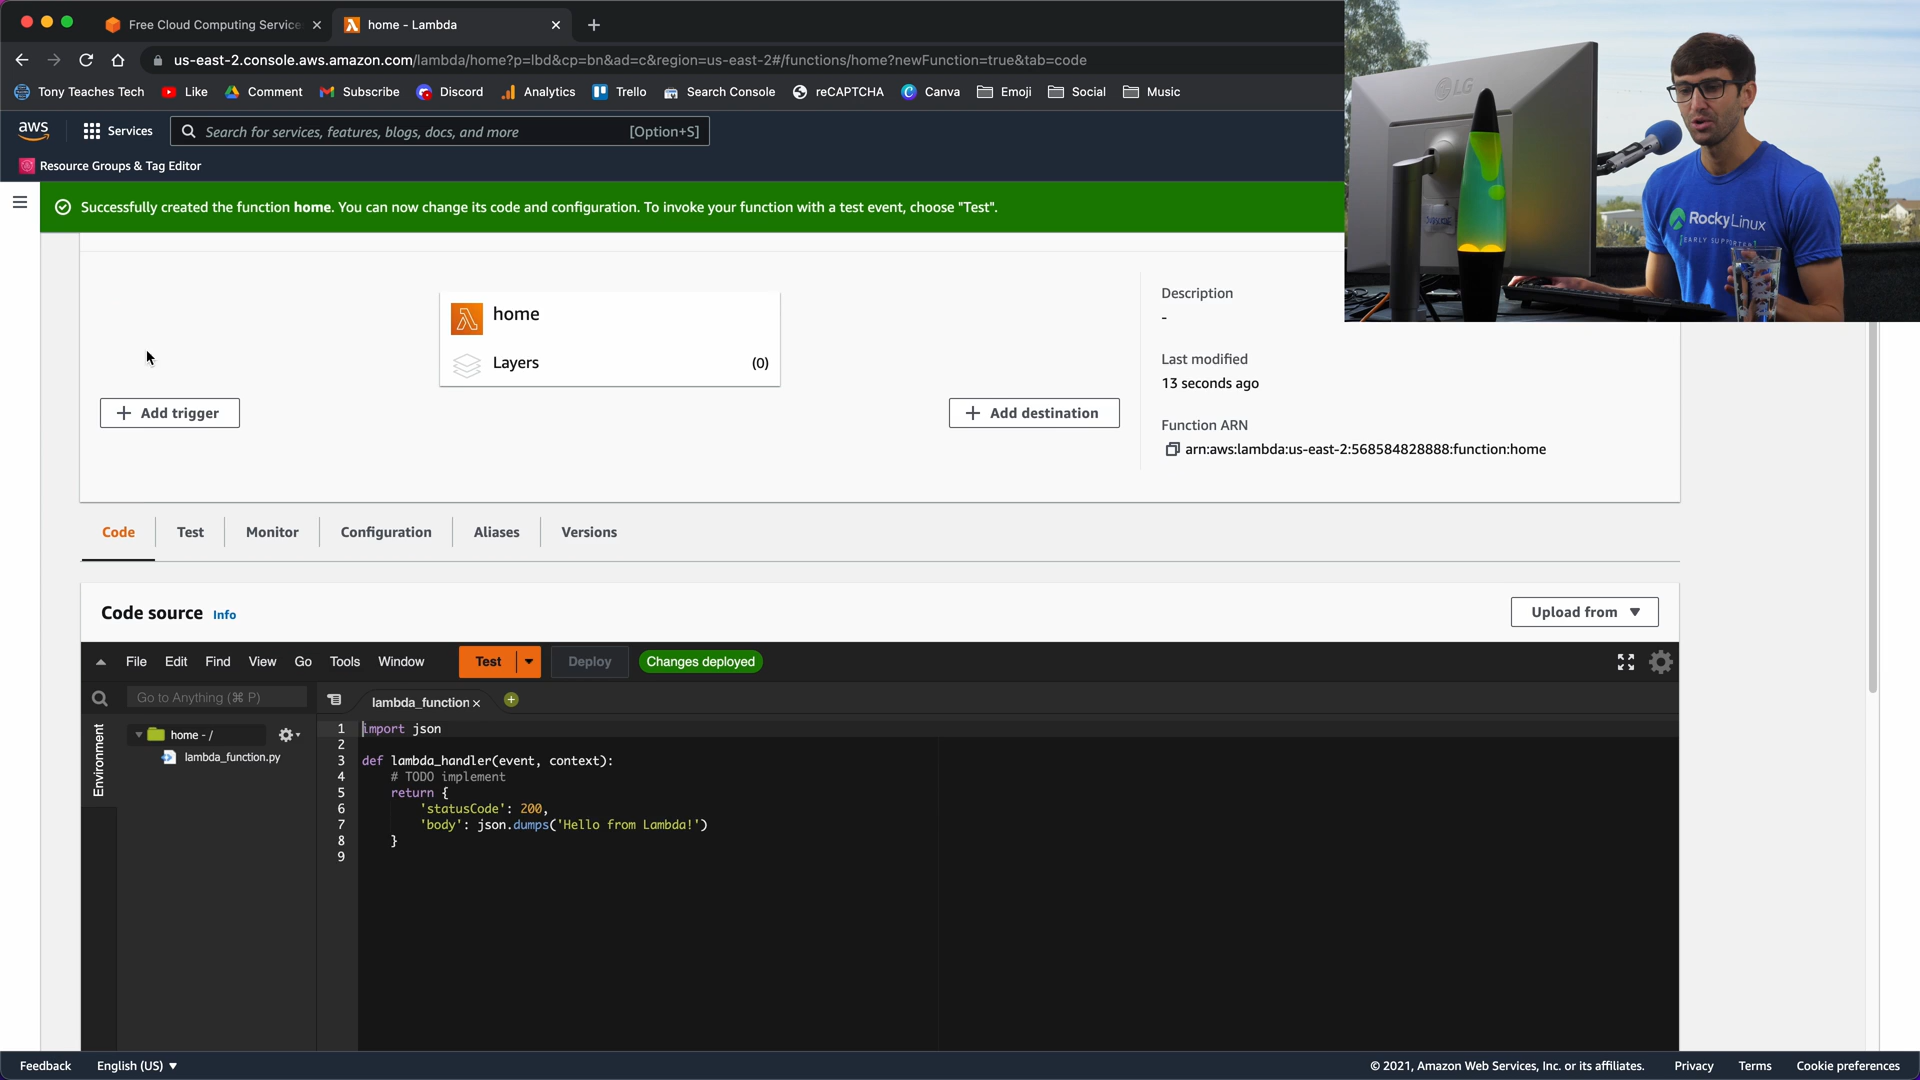 Free Cloud Computing Service
home - Lambda
us-east-2.console.aws.amazon.com/lambda/home?p=lbd&cp=bn&ad=c&region=us-east-2#/functions/home?newFunction=true&tab=code
Tony Teaches Tech
Like
Comment
Subscribe
Discord
Analytics
Trello
Search Console
reCAPTCHA
Canva
Emoji
Social
Music
aws
Services
Search for services, features, blogs, docs, and more
[Option+S]
Resource Groups & Tag Editor
Successfully created the function home. You can now change its code and configuration. To invoke your function with a test event, choose "Test".
LG
RockyLinux
home
Layers
(0)
+ Add trigger
+ Add destination
Description
-
Last modified
13 seconds ago
Function ARN
arn:aws:lambda:us-east-2:568584828888:function:home
Code
Test
Monitor
Configuration
Aliases
Versions
Code source Info
Upload from
File
Edit
Find
View
Go
Tools
Window
Test
Deploy
Changes deployed
Go to Anything (⌘ P)
lambda_function
Environment
home - /
lambda_function.py
1 import json
2
3 def lambda_handler(event, context):
4 # TODO implement
5 return {
6 'statusCode': 200,
7 'body': json.dumps('Hello from Lambda!')
8 }
9
Feedback
English (US)
© 2021, Amazon Web Services, Inc. or its affiliates.
Privacy
Terms
Cookie preferences